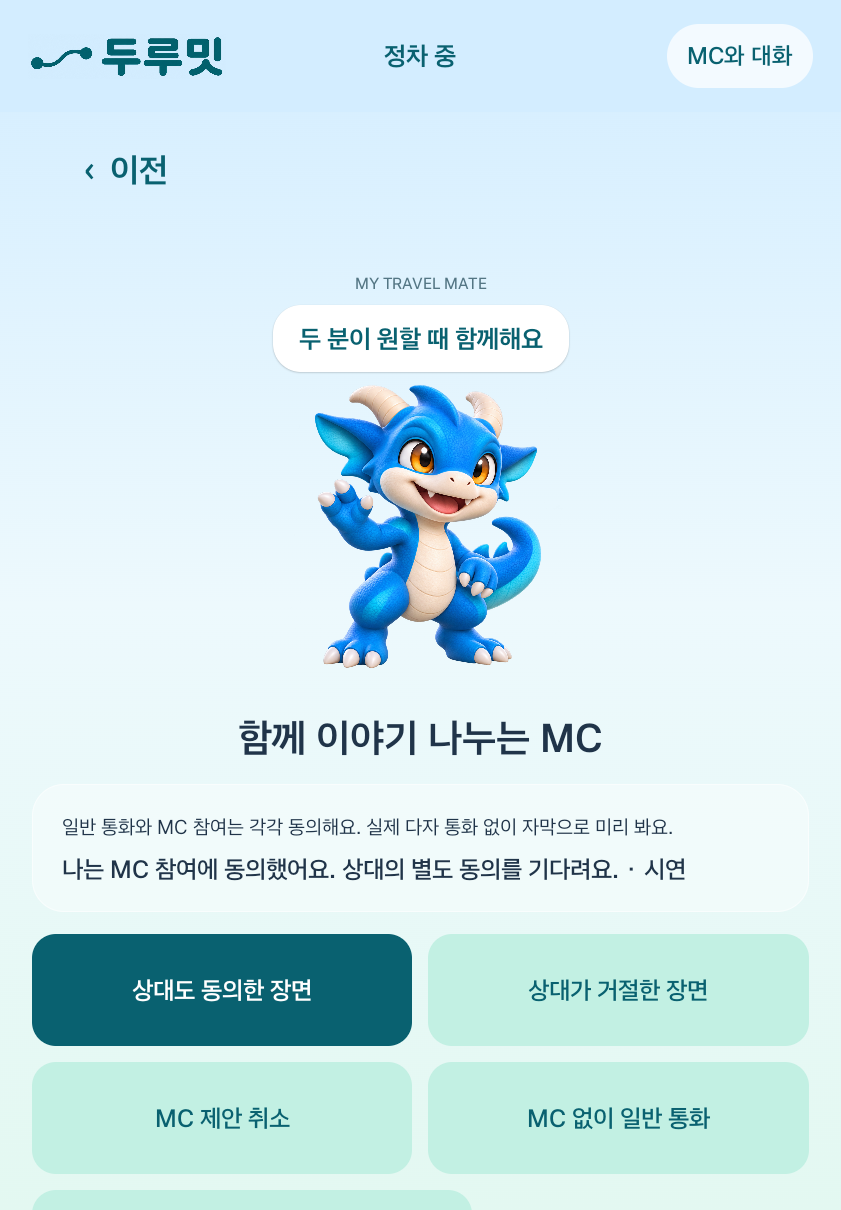 두루밋
정차 중
MC와 대화
‹ 이전
MY TRAVEL MATE
두 분이 원할 때 함께해요
함께 이야기 나누는 MC
일반 통화와 MC 참여는 각각 동의해요. 실제 다자 통화 없이 자막으로 미리 봐요.
나는 MC 참여에 동의했어요. 상대의 별도 동의를 기다려요. · 시연
상대도 동의한 장면
상대가 거절한 장면
MC 제안 취소
MC 없이 일반 통화